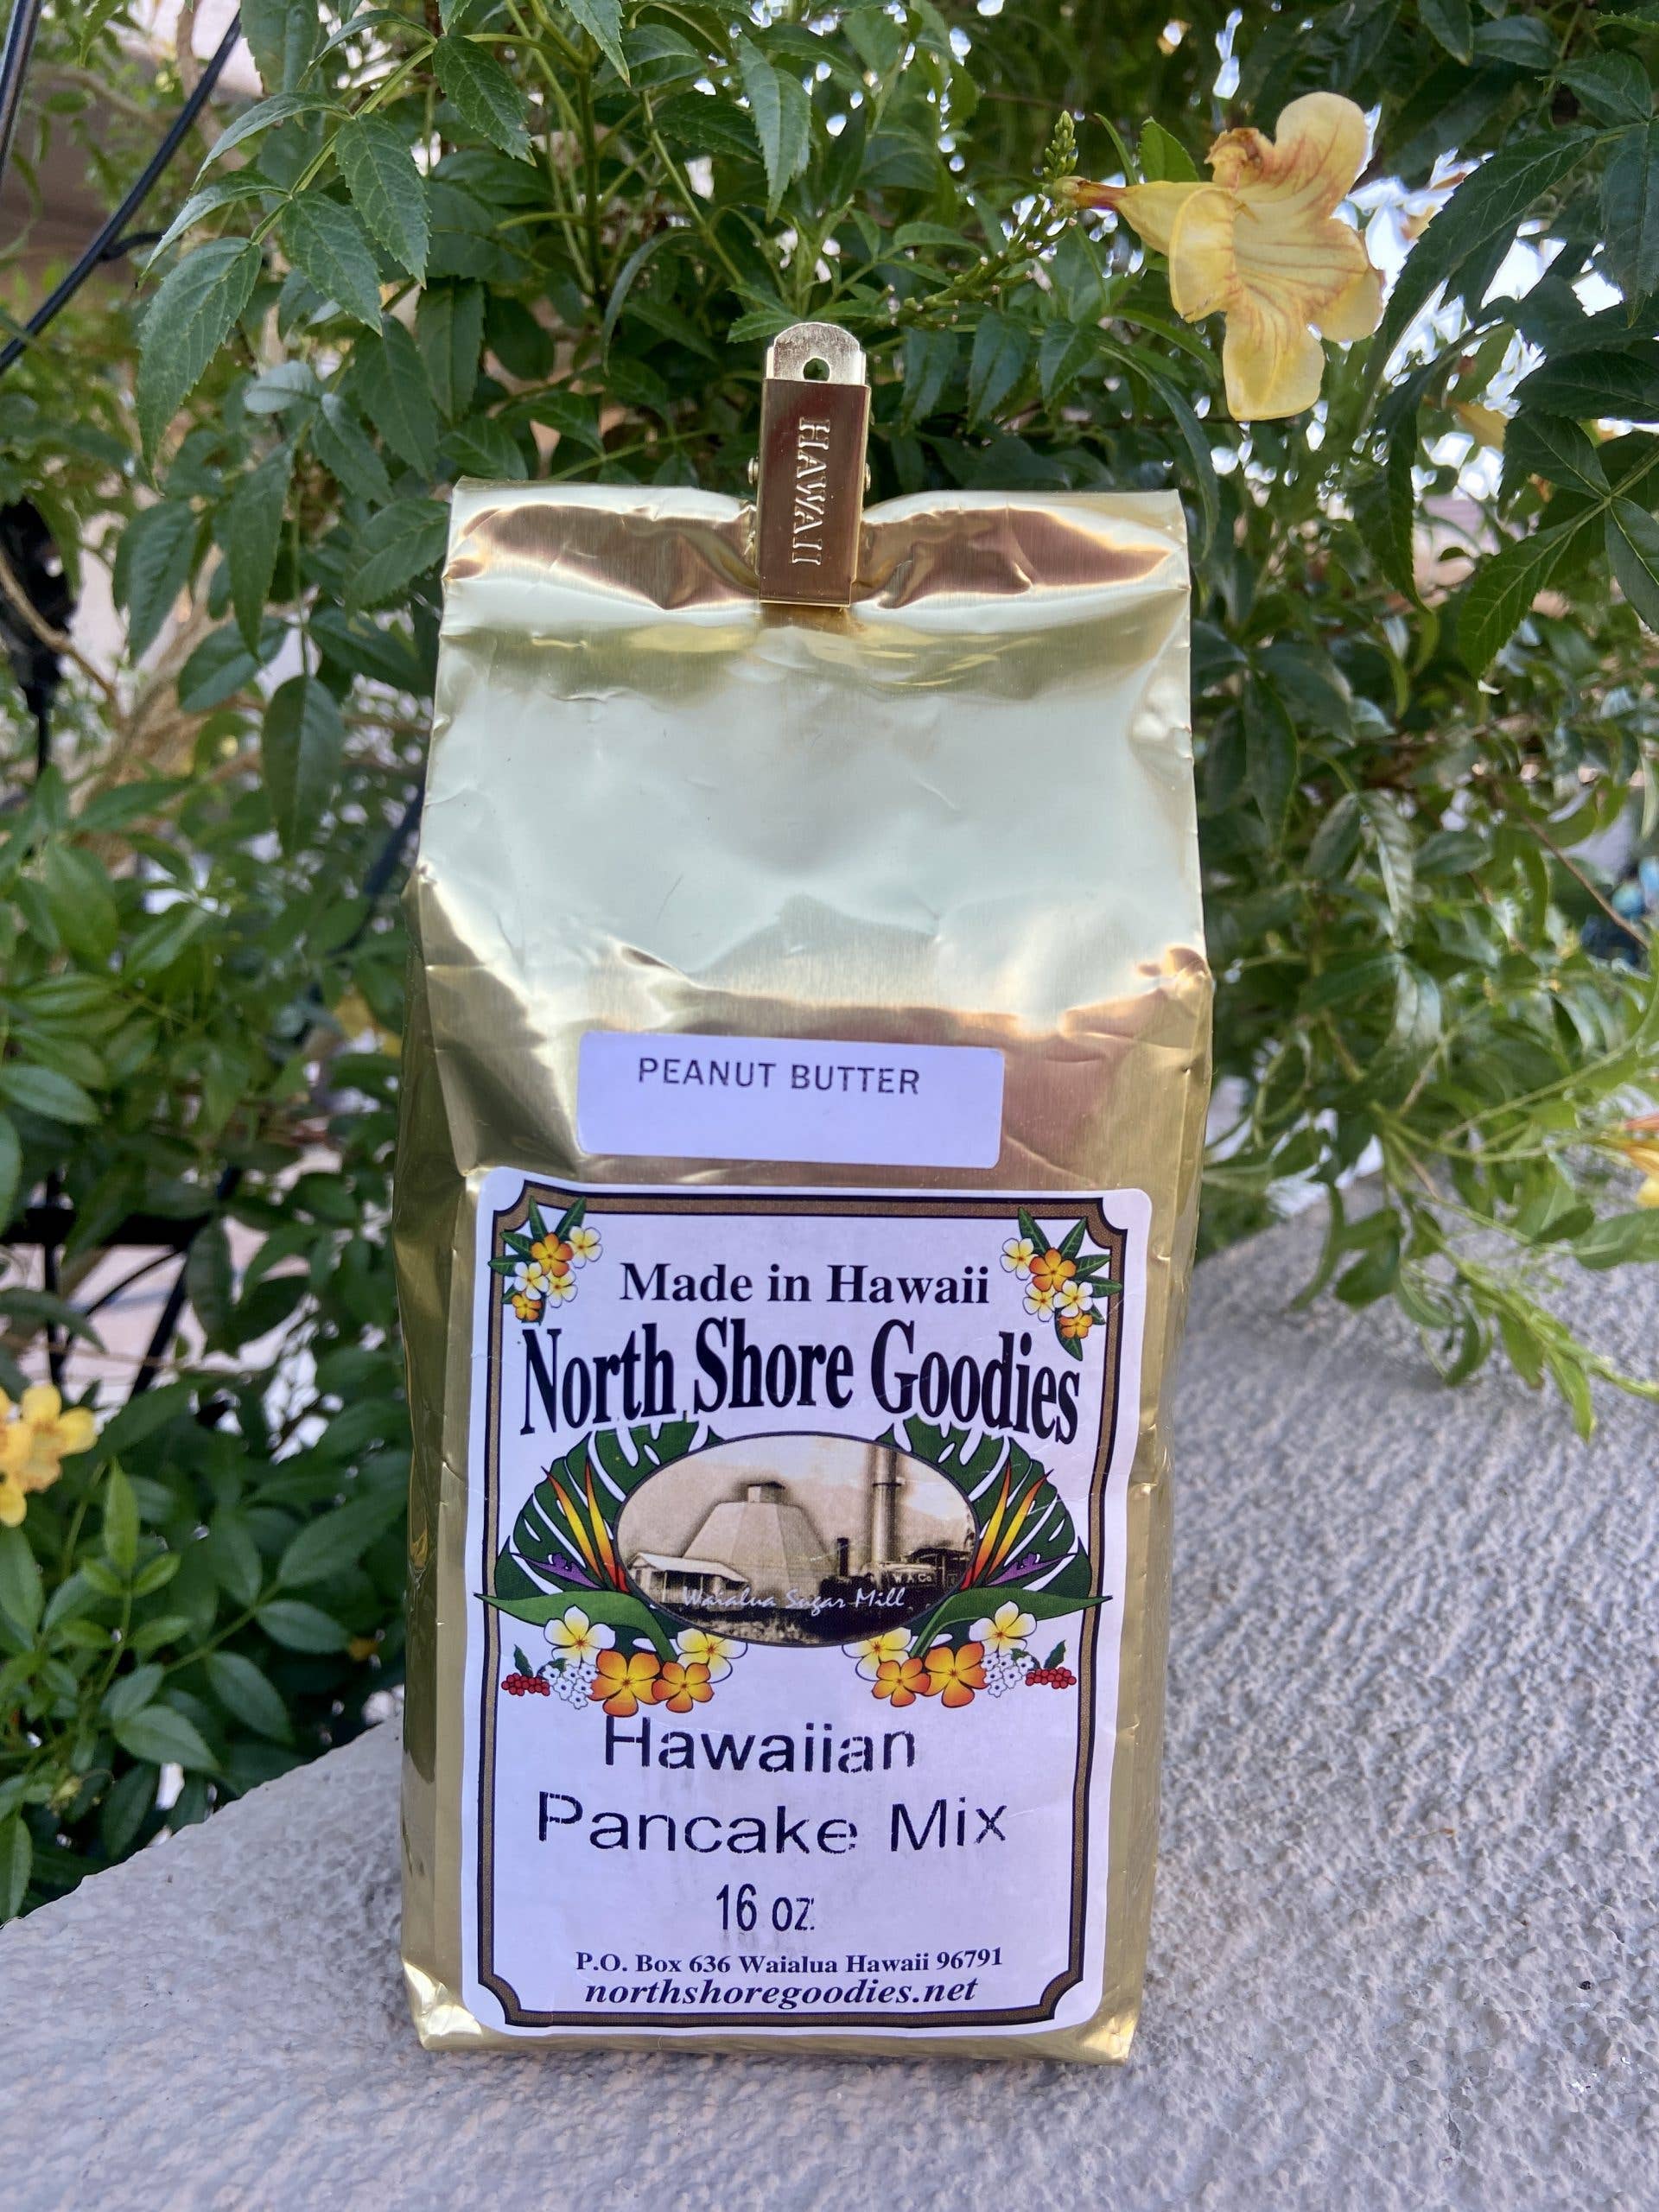 HAWAII
PEANUT BUTTER
Made in Hawaii
North Shore Goodies
W A Co
Waialua Sugar Mill
Hawaiian
Pancake Mix
16 oz.
P.O. Box 636 Waialua Hawaii 96791
northshoregoodies.net